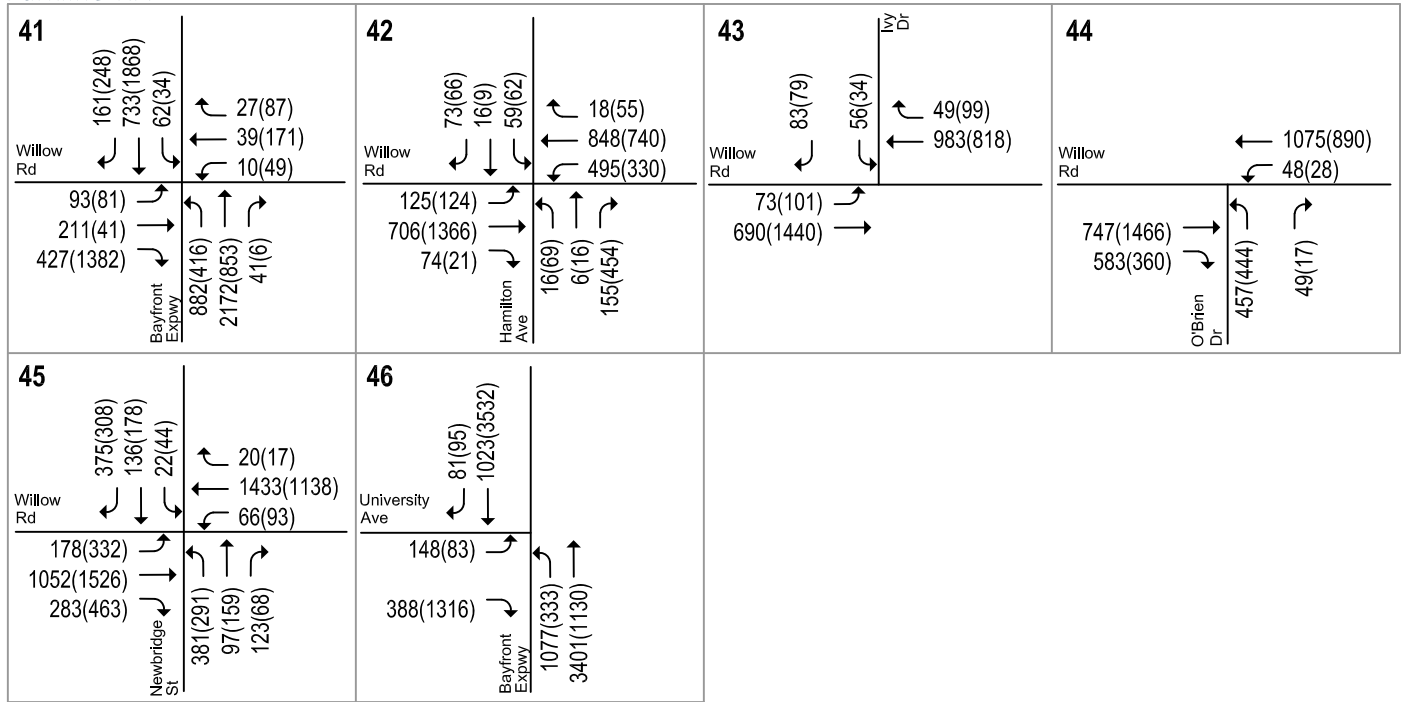 41
161(248)
733(1868)
62(34)
27(87)
39(171)
10(49)
Willow
Rd
93(81)
211(41)
427(1382)
882(416)
2172(853)
41(6)
Bayfront
Expwy
42
73(66)
16(9)
59(62)
18(55)
848(740)
495(330)
Willow
Rd
125(124)
706(1366)
74(21)
16(69)
6(16)
155(454)
Hamilton
Ave
43
Ivy
Dr
83(79)
56(34)
49(99)
983(818)
Willow
Rd
73(101)
690(1440)
44
1075(890)
48(28)
Willow
Rd
747(1466)
583(360)
457(444)
49(17)
O'Brien
Dr
45
375(308)
136(178)
22(44)
20(17)
1433(1138)
66(93)
Willow
Rd
178(332)
1052(1526)
283(463)
381(291)
97(159)
123(68)
Newbridge
St
46
81(95)
1023(3532)
University
Ave
148(83)
388(1316)
1077(333)
3401(1130)
Bayfront
Expwy